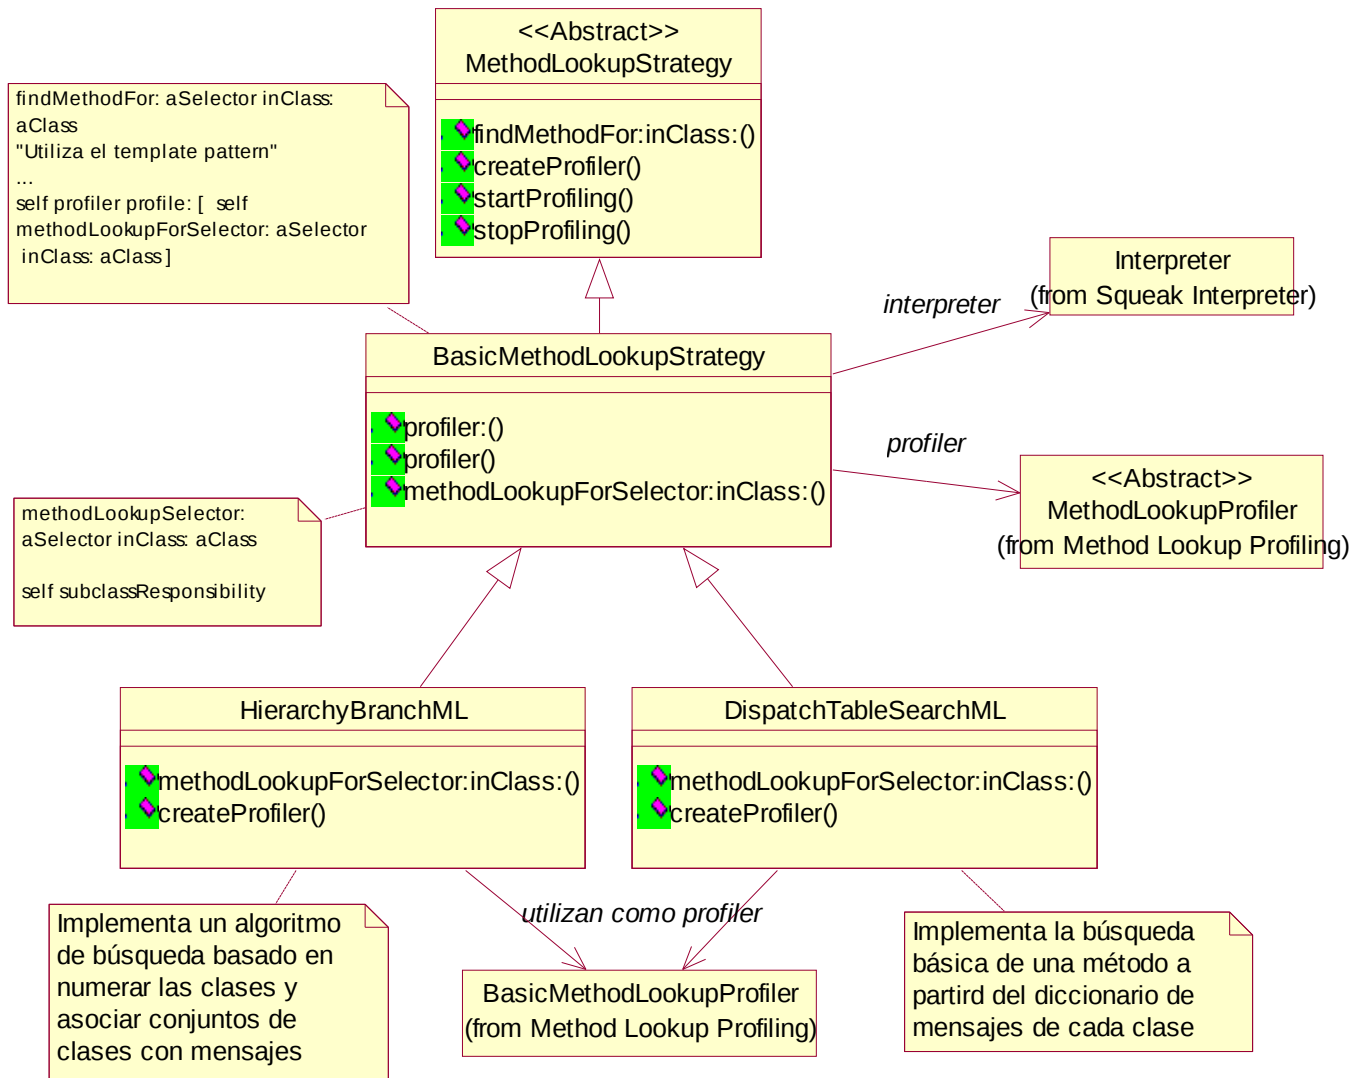 <<Abstract>>
MethodLookupStrategy
findMethodFor:inClass:()
createProfiler()
startProfiling()
stopProfiling()
findMethodFor: aSelector inClass:
aClass
"Utiliza el template pattern"
...
self profiler profile: [ self
methodLookupForSelector: aSelector
inClass: aClass ]
Interpreter
(from Squeak Interpreter)
interpreter
BasicMethodLookupStrategy
profiler:()
profiler()
methodLookupForSelector:inClass:()
profiler
<<Abstract>>
MethodLookupProfiler
(from Method Lookup Profiling)
methodLookupSelector:
aSelector inClass: aClass
self subclassResponsibility
HierarchyBranchML
methodLookupForSelector:inClass:()
createProfiler()
DispatchTableSearchML
methodLookupForSelector:inClass:()
createProfiler()
utilizan como profiler
Implementa un algoritmo
de búsqueda basado en
numerar las clases y
asociar conjuntos de
clases con mensajes
BasicMethodLookupProfiler
(from Method Lookup Profiling)
Implementa la búsqueda
básica de una método a
partird del diccionario de
mensajes de cada clase